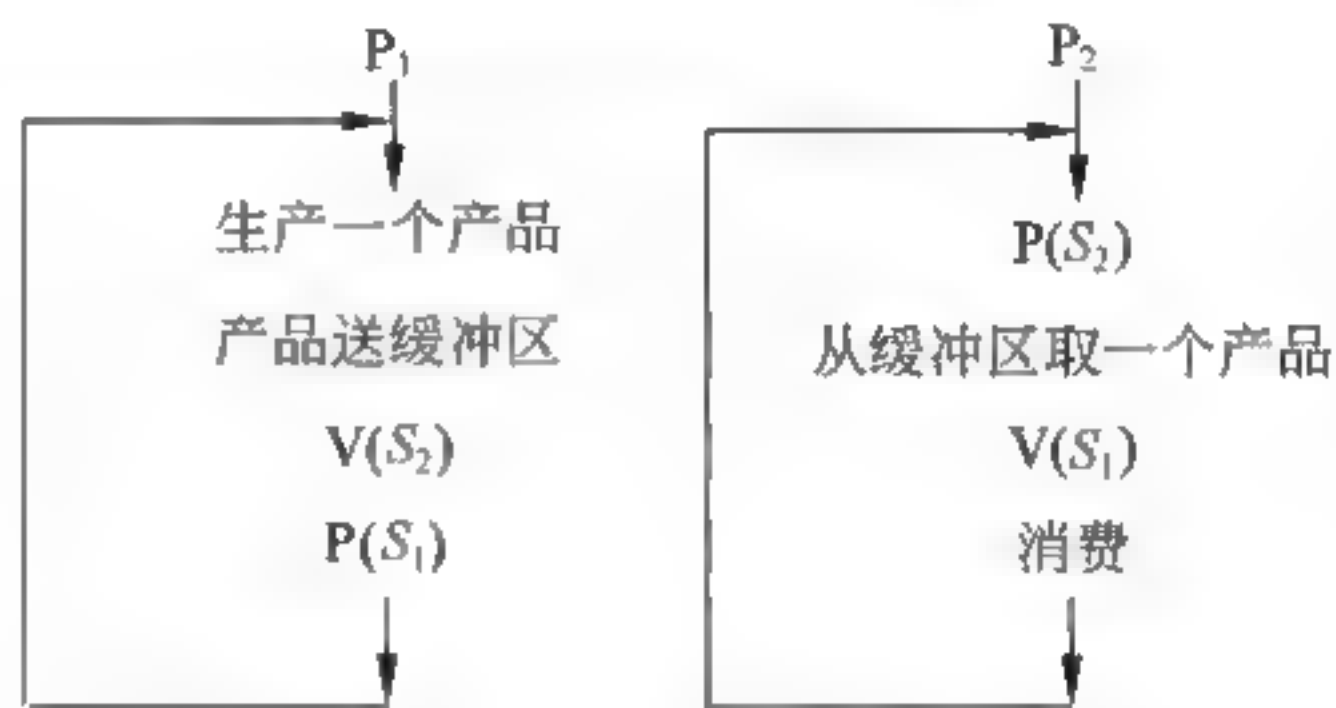 P₁
生产一个产品
产品送缓冲区
V(S₂)
P(S₁)
P₂
P(S₂)
从缓冲区取一个产品
V(S₁)
消费